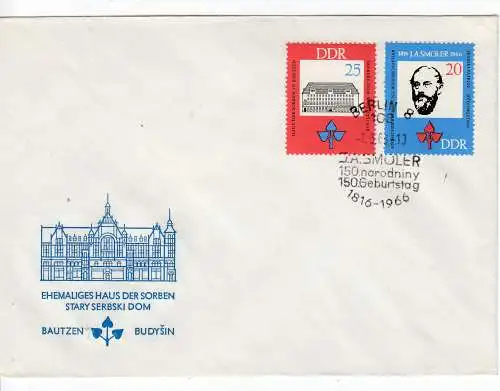 DDR
25
1816 J.A.SMOLER 1966
20
DDR
BERLIN 8
J.A.SMOLER
150.narodniny
150.Geburtstag
1816-1966
EHEMALIGES HAUS DER SORBEN
STARY SERBSKI DOM
BAUTZEN BUDYŠIN